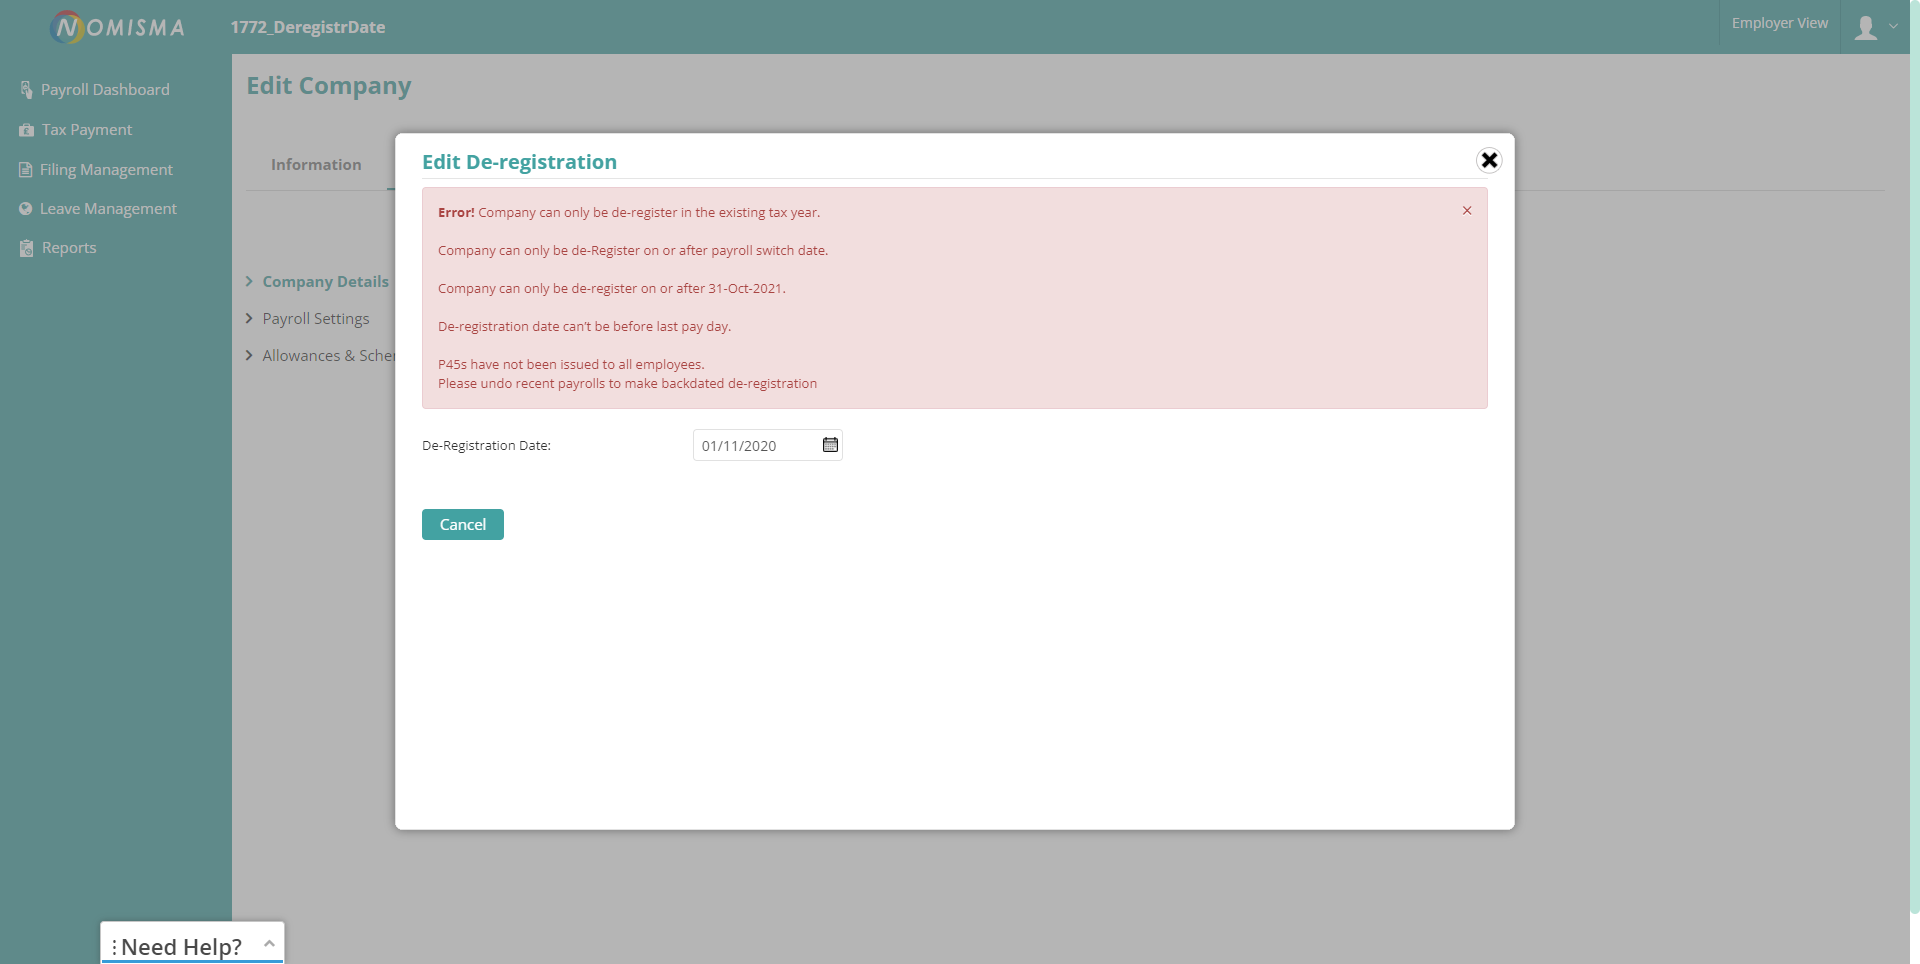 NOMISMA
1772_DeregistrDate
Employer View
Payroll Dashboard
Tax Payment
Filing Management
Leave Management
Reports
Edit Company
Information
Company Details
Payroll Settings
Allowances & Scher
Edit De-registration
Error! Company can only be de-register in the existing tax year.
Company can only be de-Register on or after payroll switch date.
Company can only be de-register on or after 31-Oct-2021.
De-registration date can't be before last pay day.
P45s have not been issued to all employees.
Please undo recent payrolls to make backdated de-registration
De-Registration Date:
01/11/2020
Cancel
Need Help?